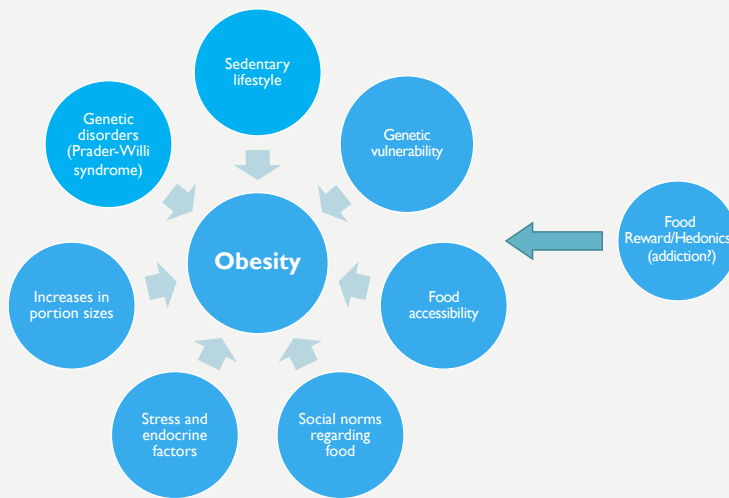 Sedentary
lifestyle
Genetic
disorders
(Prader-Willi
syndrome)
Genetic
vulnerability
Food
Reward/Hedonics
(addiction?)
Obesity
Increases in
portion sizes
Food
accessibility
Stress and
endocrine
factors
Social norms
regarding
food